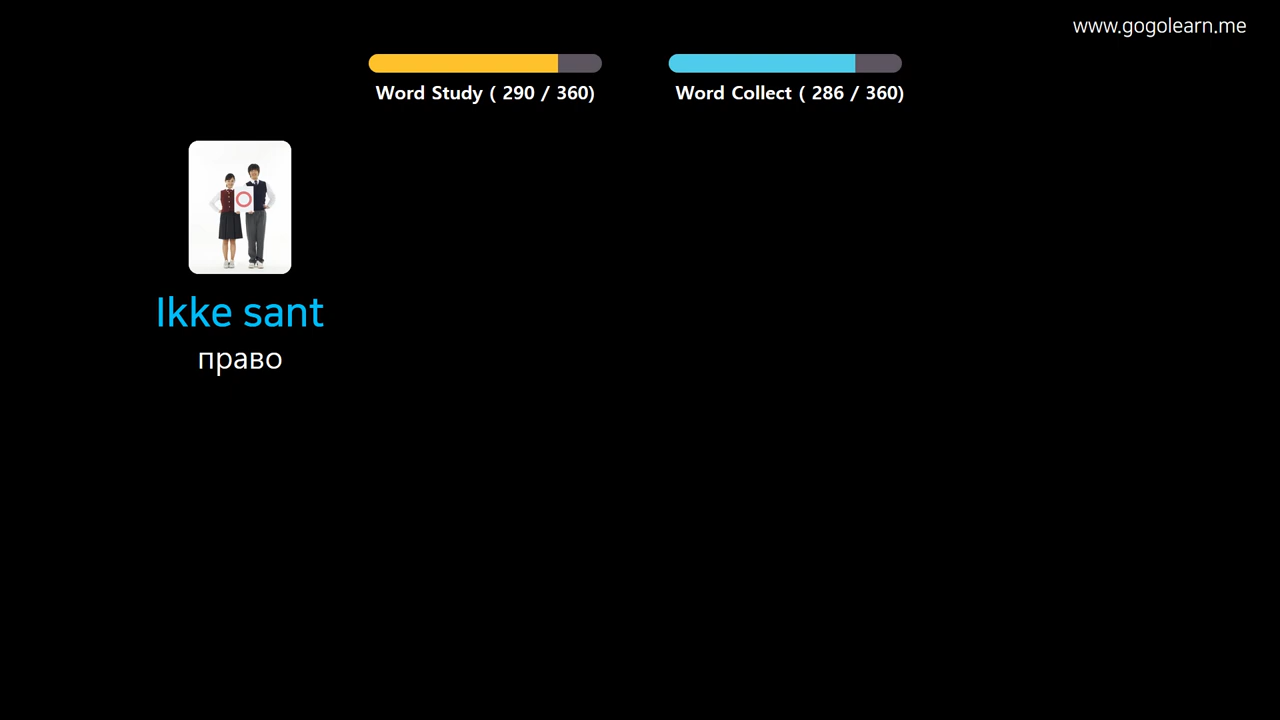 www.gogolearn.me
Word Study ( 290 / 360)
Word Collect ( 286 / 360)
Ikke sant
право